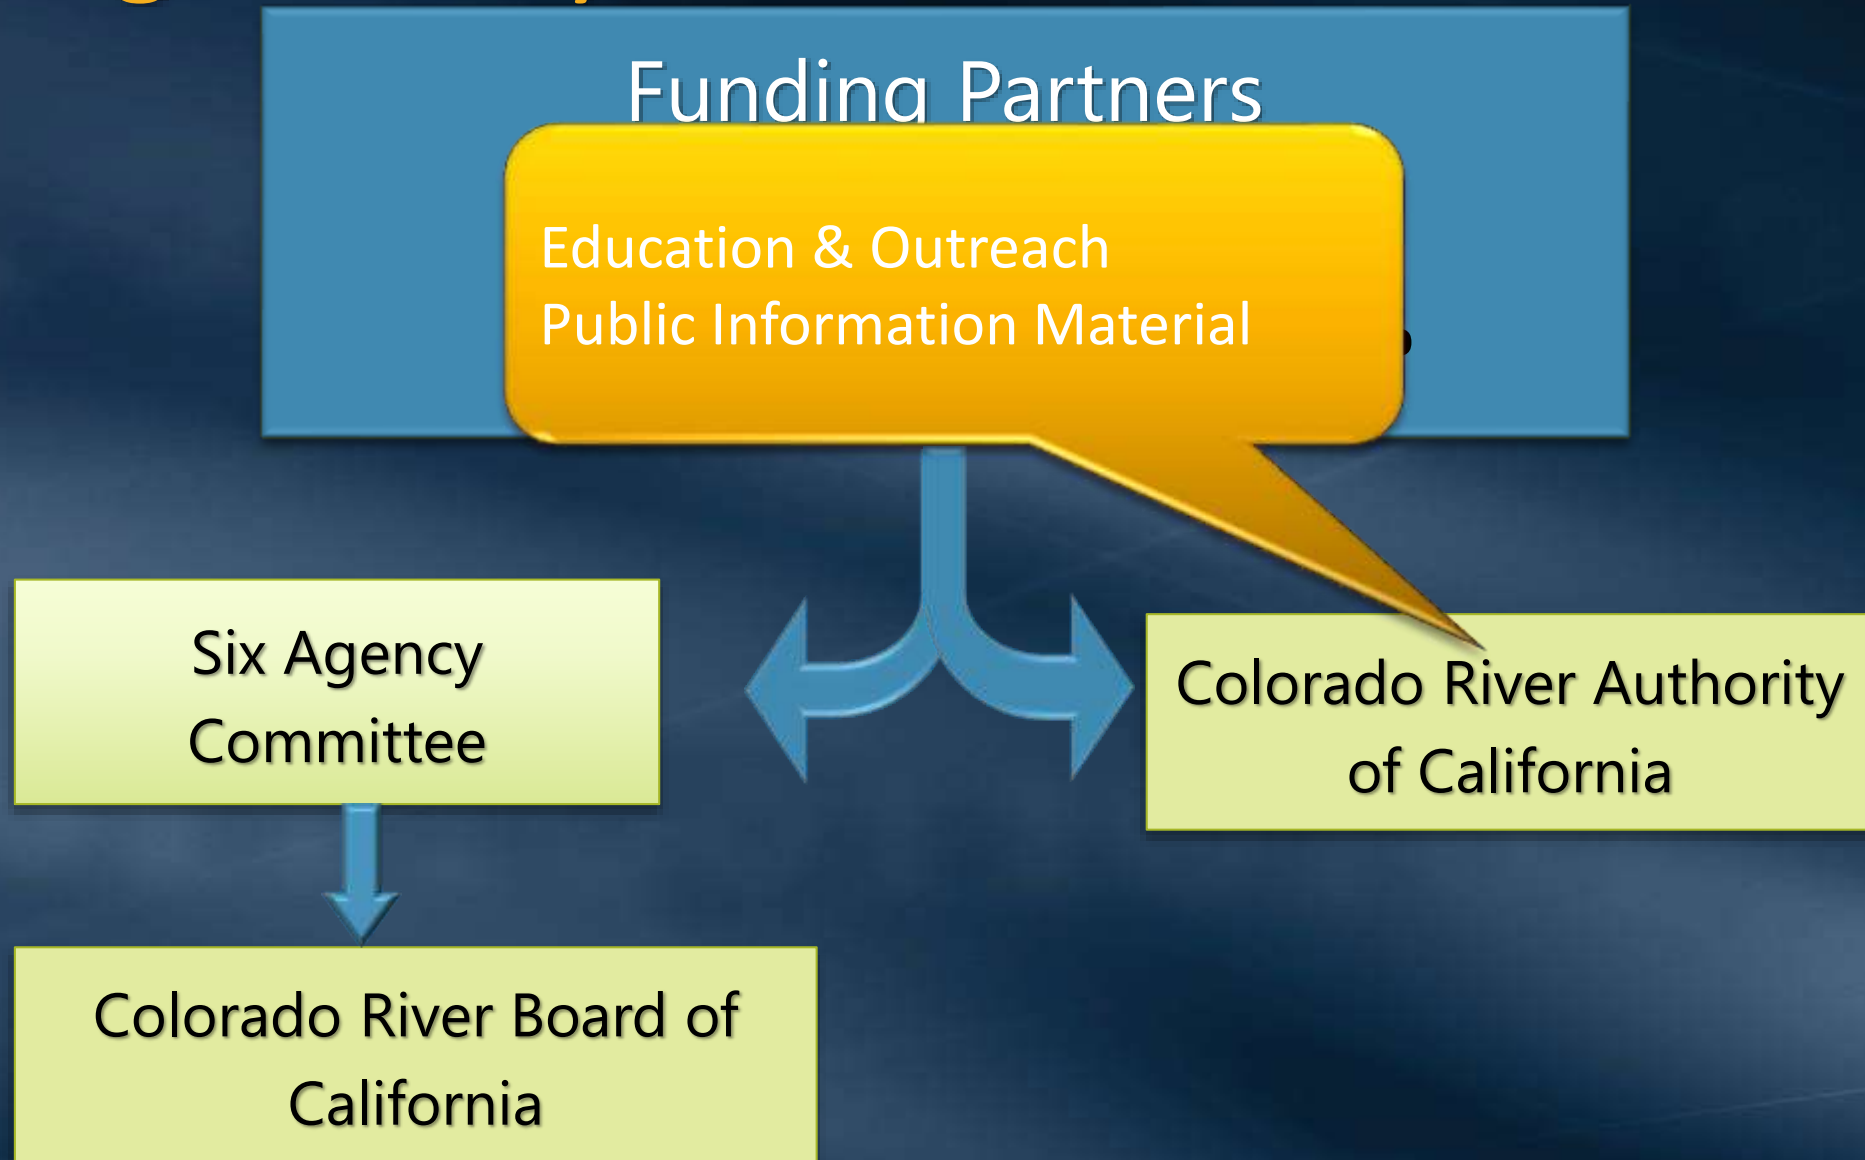 Funding Partners
Education & Outreach
Public Information Material
Six Agency
Committee
Colorado River Authority
of California
Colorado River Board of
California